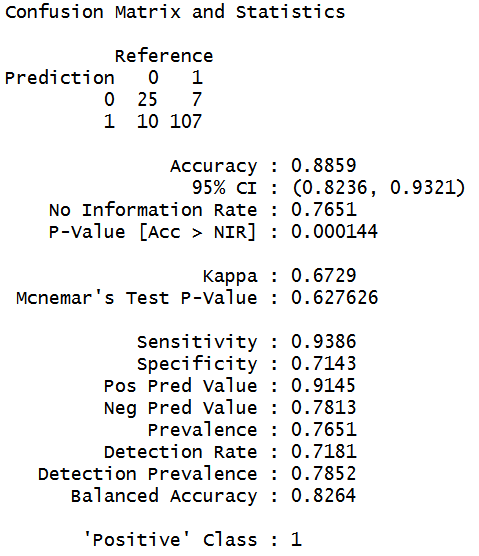 Confusion Matrix and Statistics
Reference
Prediction 0 1
0 25 7
1 10 107
Accuracy : 0.8859
95% CI : (0.8236, 0.9321)
No Information Rate : 0.7651
P-Value [Acc > NIR] : 0.000144
Kappa : 0.6729
Mcnemar's Test P-Value : 0.627626
Sensitivity : 0.9386
Specificity : 0.7143
Pos Pred Value : 0.9145
Neg Pred Value : 0.7813
Prevalence : 0.7651
Detection Rate : 0.7181
Detection Prevalence : 0.7852
Balanced Accuracy : 0.8264
'Positive' Class : 1